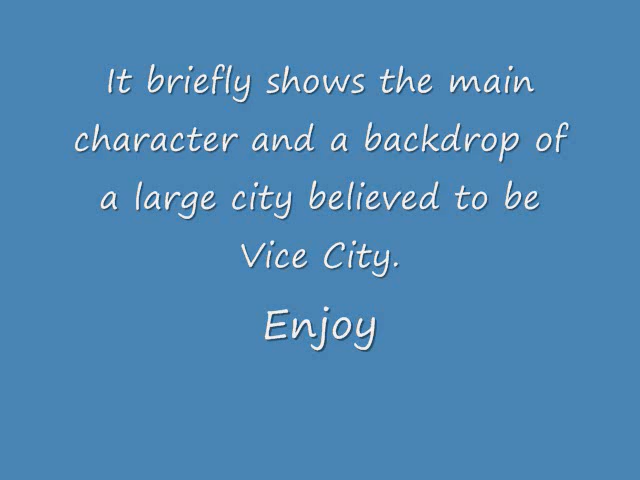 It briefly shows the main
character and a backdrop of
a large city believed to be
Vice City.
Enjoy